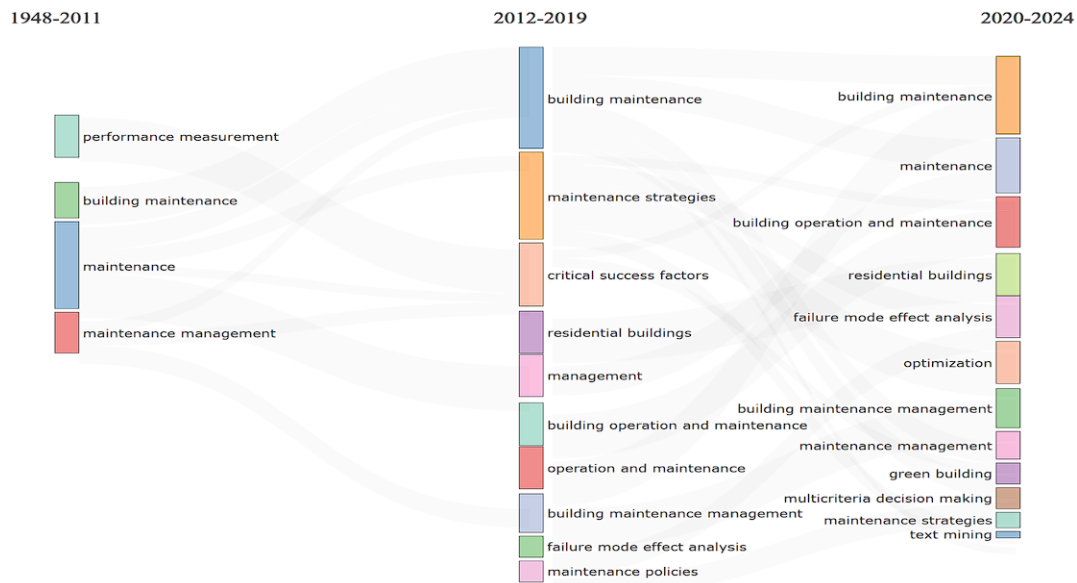 1948-2011
2012-2019
2020-2024
performance measurement
building maintenance
maintenance
maintenance management
building maintenance
maintenance strategies
critical success factors
residential buildings
management
building operation and maintenance
operation and maintenance
building maintenance management
failure mode effect analysis
maintenance policies
building maintenance
maintenance
building operation and maintenance
residential buildings
failure mode effect analysis
optimization
building maintenance management
maintenance management
green building
multicriteria decision making
maintenance strategies
text mining